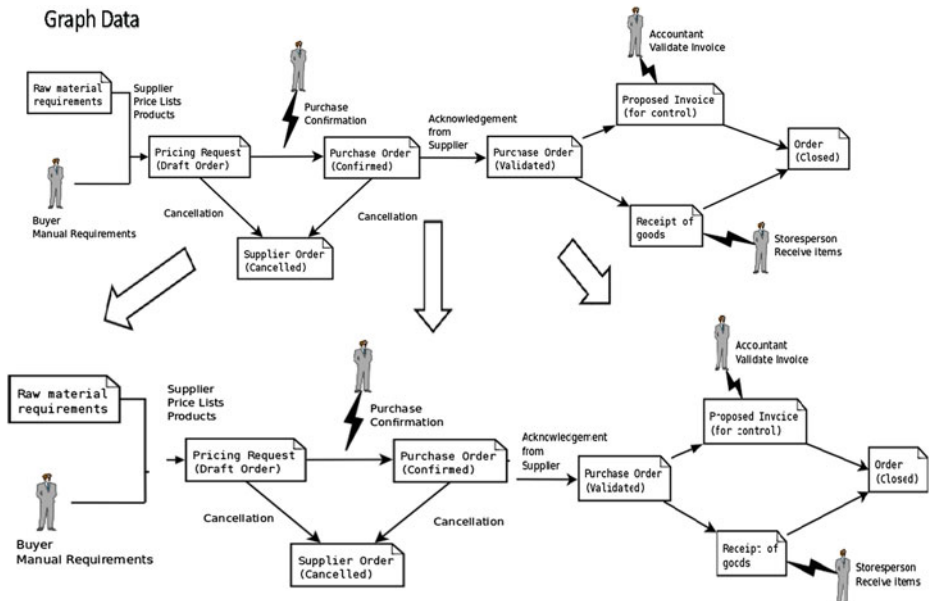 Graph Data
Raw material
requirements
Supplier
Price Lists
Products
Buyer
Manual Requirements
Pricing Request
(Draft Order)
Purchase
Confirmation
Purchase Order
(Confirmed)
Cancellation
Cancellation
Supplier Order
(Cancelled)
Acknowledgement
from
Supplier
Purchase Order
(Validated)
Accountant
Validate Invoice
Proposed Invoice
(for control)
Order
(Closed)
Receipt of
goods
Storesperson
Receive items
Raw material
requirements
Supplier
Price Lists
Products
Buyer
Manual Requirements
Pricing Request
(Draft Order)
Purchase
Confirmation
Purchase Order
(Confirmed)
Cancellation
Cancellation
Supplier Order
(Cancelled)
Acknowledgement
from
Supplier
Purchase Order
(Validated)
Accountant
Validate Invoice
Proposed Invoice
(for control)
Order
(Closed)
Receipt of
goods
Storesperson
Receive items